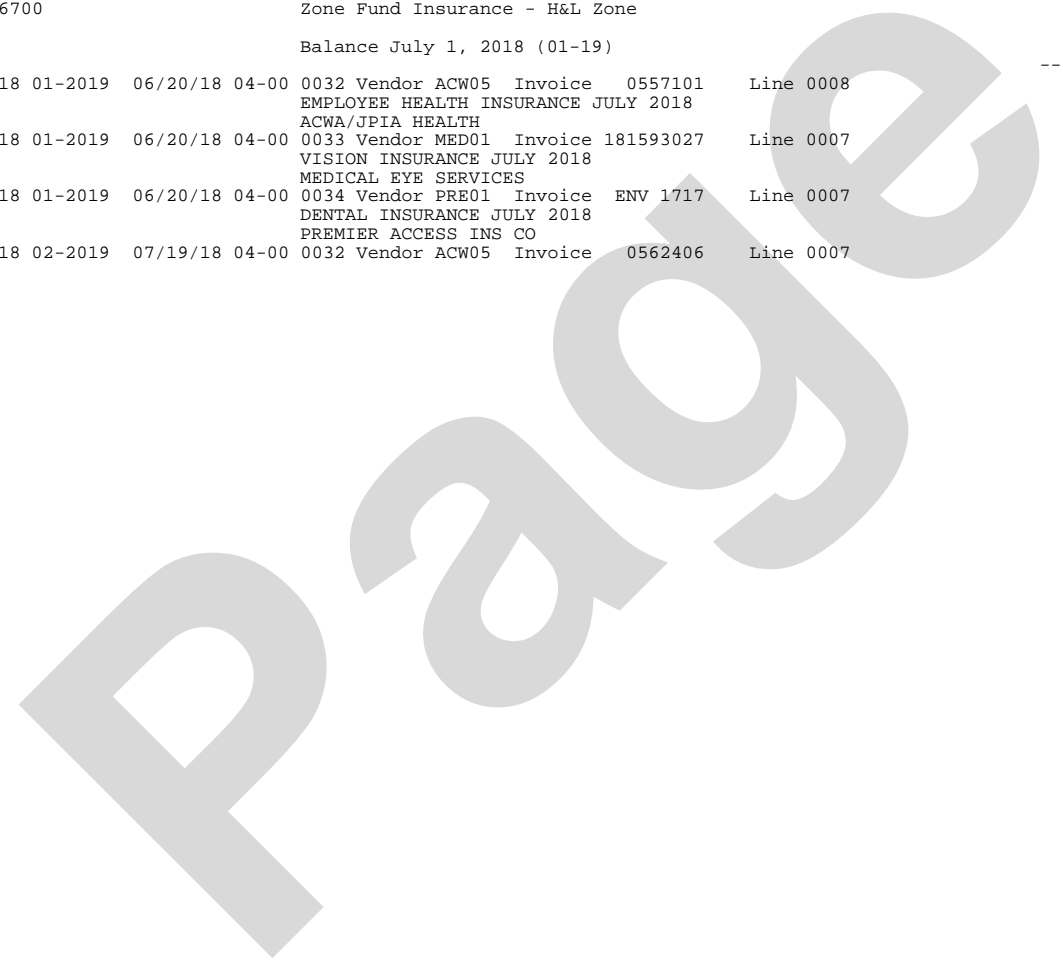 6700 Zone Fund Insurance - H&L Zone
Balance July 1, 2018 (01-19)
--
18 01-2019 06/20/18 04-00 0032 Vendor ACW05 Invoice 0557101 Line 0008
EMPLOYEE HEALTH INSURANCE JULY 2018
ACWA/JPIA HEALTH
18 01-2019 06/20/18 04-00 0033 Vendor MED01 Invoice 181593027 Line 0007
VISION INSURANCE JULY 2018
MEDICAL EYE SERVICES
18 01-2019 06/20/18 04-00 0034 Vendor PRE01 Invoice ENV 1717 Line 0007
DENTAL INSURANCE JULY 2018
PREMIER ACCESS INS CO
18 02-2019 07/19/18 04-00 0032 Vendor ACW05 Invoice 0562406 Line 0007
Page